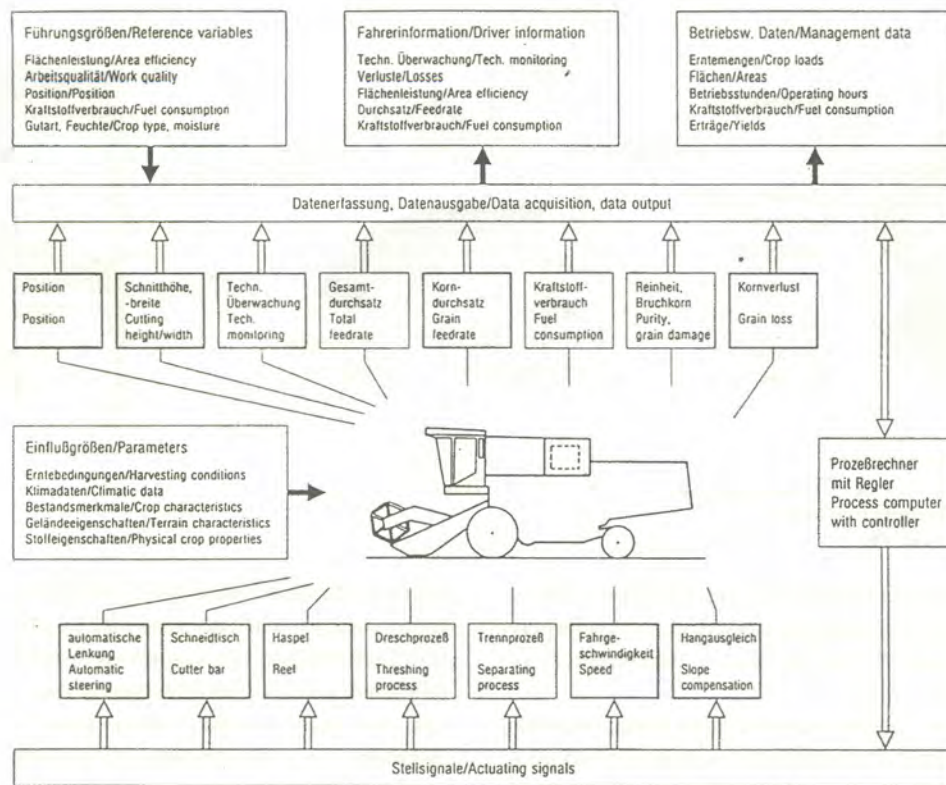 Führungsgrößen/Reference variables
Flächenleistung/Area efficiency
Arbeitsqualität/Work quality
Position/Position
Kraftstoffverbrauch/Fuel consumption
Gutart, Feuchte/Crop type, moisture
Fahrerinformation/Driver information
Techn. Überwachung/Tech. monitoring
Verluste/Losses
Flächenleistung/Area efficiency
Durchsatz/Feedrate
Kraftstoffverbrauch/Fuel consumption
Betriebsw. Daten/Management data
Erntemengen/Crop loads
Flächen/Areas
Betriebsstunden/Operating hours
Kraftstoffverbrauch/Fuel consumption
Erträge/Yields
Datenerfassung, Datenausgabe/Data acquisition, data output
Position
Position
Schnitthöhe,
-breite
Cutting
height/width
Techn.
Überwachung
Tech.
monitoring
Gesamt-
durchsatz
Total
feedrate
Korn-
durchsatz
Grain
feedrate
Kraftstoff-
verbrauch
Fuel
consumption
Reinheit,
Bruchkorn
Purity,
grain damage
Kornverlust
Grain loss
Einflußgrößen/Parameters
Erntebedingungen/Harvesting conditions
Klimadaten/Climatic data
Bestandsmerkmale/Crop characteristics
Geländeeigenschaften/Terrain characteristics
Stoffeigenschaften/Physical crop properties
Prozeßrechner
mit Regler
Process computer
with controller
automatische
Lenkung
Automatic
steering
Schneidtisch
Cutter bar
Haspel
Reel
Dreschprozeß
Threshing
process
Trennprozeß
Separating
process
Fahrge-
schwindigkeit
Speed
Hangausgleich
Slope
compensation
Stellsignale/Actuating signals